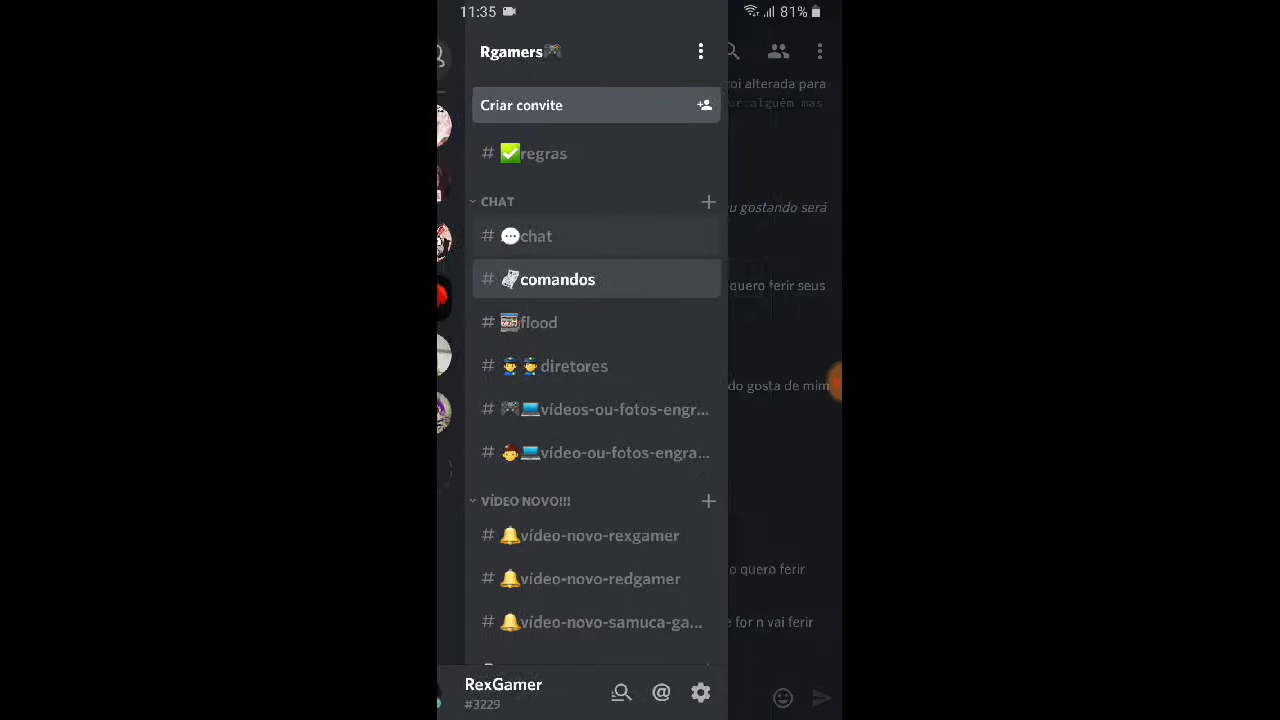 11:35 81%
Rgamers🎮
Criar convite
# ✅regras
CHAT
# 💬chat
# comandos
# flood
# diretores
# 🎮💻vídeos-ou-fotos-engr...
# 💻vídeo-ou-fotos-engra...
VÍDEO NOVO!!!
# 🔔vídeo-novo-rexgamer
# 🔔vídeo-novo-redgamer
# 🔔vídeo-novo-samuca-ga...
RexGamer
#3229
oi alterada para
alguém mas
u gostando será
quero ferir seus
do gosta de mim
o quero ferir
e for n vai ferir